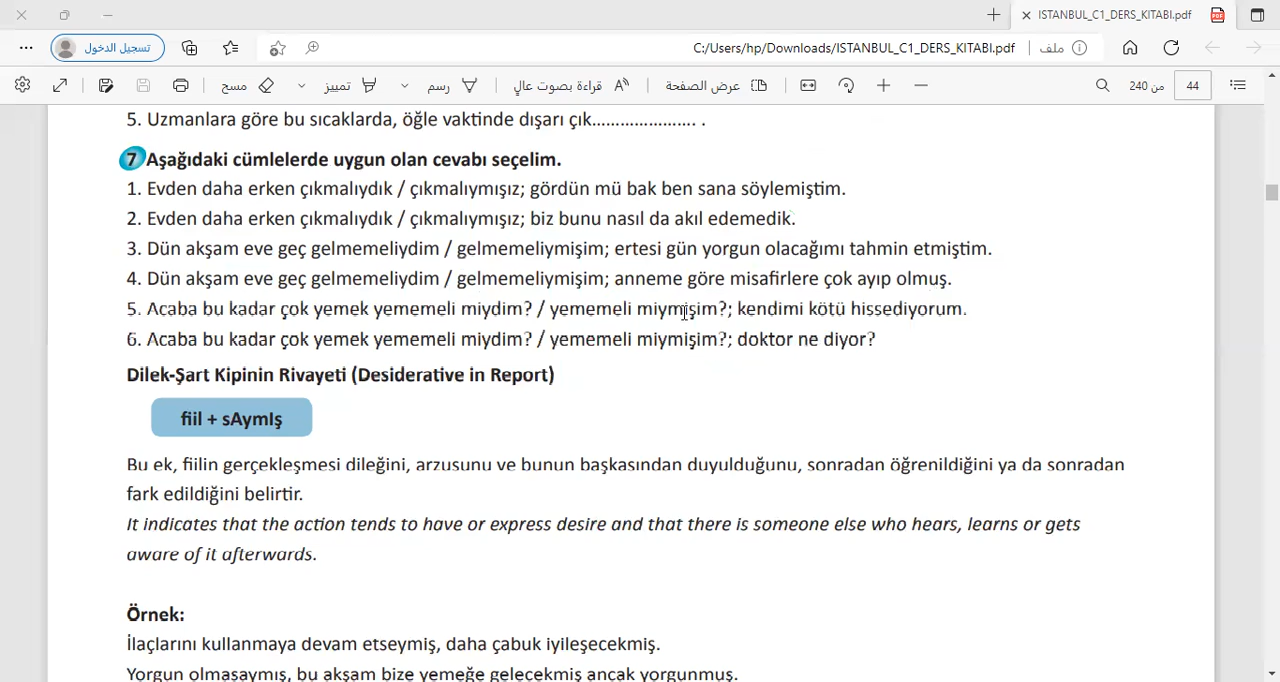 ISTANBUL_C1_DERS_KITABI.pdf
تسجيل الدخول
C:/Users/hp/Downloads/ISTANBUL_C1_DERS_KITABI.pdf
ملف
مسح
تمييز
رسم
قراءة بصوت عالٍ
عرض الصفحة
من 240
44
5. Uzmanlara göre bu sıcaklarda, öğle vaktinde dışarı çık..................... .
7 Aşağıdaki cümlelerde uygun olan cevabı seçelim.
1. Evden daha erken çıkmalıydık / çıkmalıymışız; gördün mü bak ben sana söylemiştim.
2. Evden daha erken çıkmalıydık / çıkmalıymışız; biz bunu nasıl da akıl edemedik.
3. Dün akşam eve geç gelmemeliydim / gelmemeliymişim; ertesi gün yorgun olacağımı tahmin etmiştim.
4. Dün akşam eve geç gelmemeliydim / gelmemeliymişim; anneme göre misafirlere çok ayıp olmuş.
5. Acaba bu kadar çok yemek yememeli miydim? / yememeli miymişim?; kendimi kötü hissediyorum.
6. Acaba bu kadar çok yemek yememeli miydim? / yememeli miymişim?; doktor ne diyor?
Dilek-Şart Kipinin Rivayeti (Desiderative in Report)
fiil + sAymIş
Bu ek, fiilin gerçekleşmesi dileğini, arzusunu ve bunun başkasından duyulduğunu, sonradan öğrenildiğini ya da sonradan
fark edildiğini belirtir.
It indicates that the action tends to have or express desire and that there is someone else who hears, learns or gets
aware of it afterwards.
Örnek:
İlaçlarını kullanmaya devam etseymiş, daha çabuk iyileşecekmiş.
Yorgun olmasaymış, bu akşam bize yemeğe gelecekmiş ancak yorgunmuş.